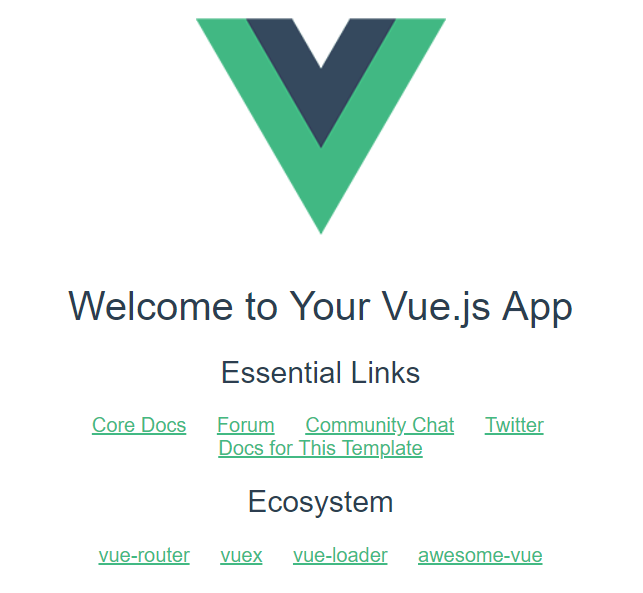 Welcome to Your Vue.js App
Essential Links
Core Docs Forum Community Chat Twitter
Docs for This Template
Ecosystem
vue-router vuex vue-loader awesome-vue